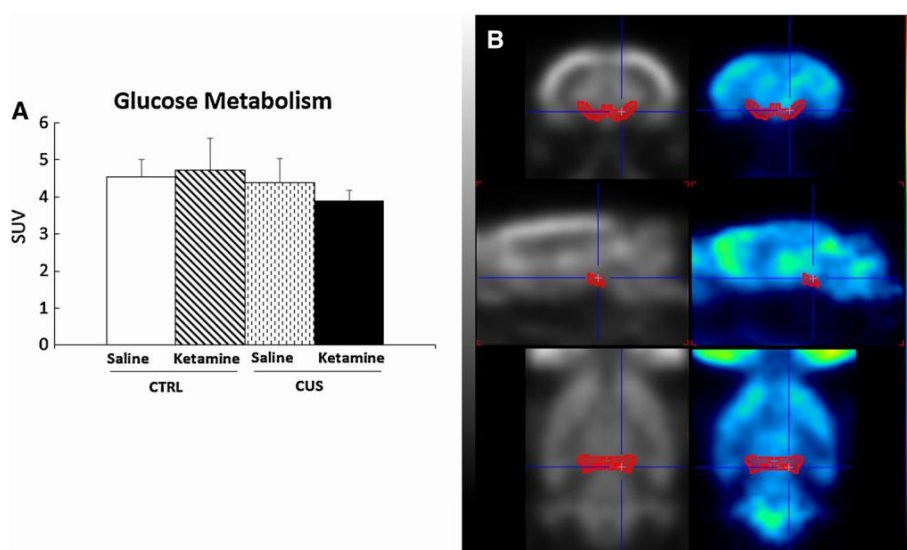 A
Glucose Metabolism
6
5
4
3
2
1
0
SUV
Saline Ketamine Saline Ketamine
CTRL CUS
B